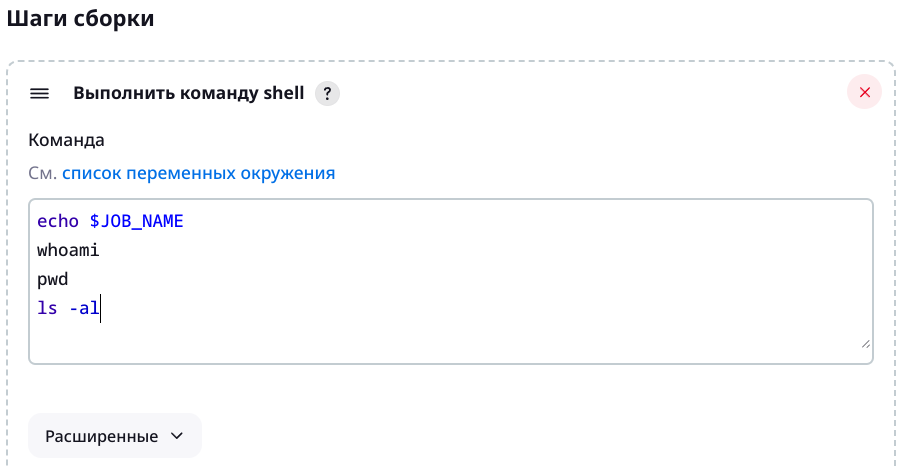 Шаги сборки
Выполнить команду shell ?
Команда
См. список переменных окружения
echo $JOB_NAME
whoami
pwd
ls -al
Расширенные